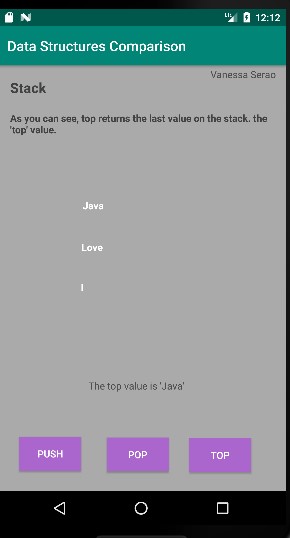 12:12
Data Structures Comparison
Vanessa Serao
Stack
As you can see, top returns the last value on the stack. the
'top' value.
Java
Love
I
The top value is 'Java'
PUSH POP TOP